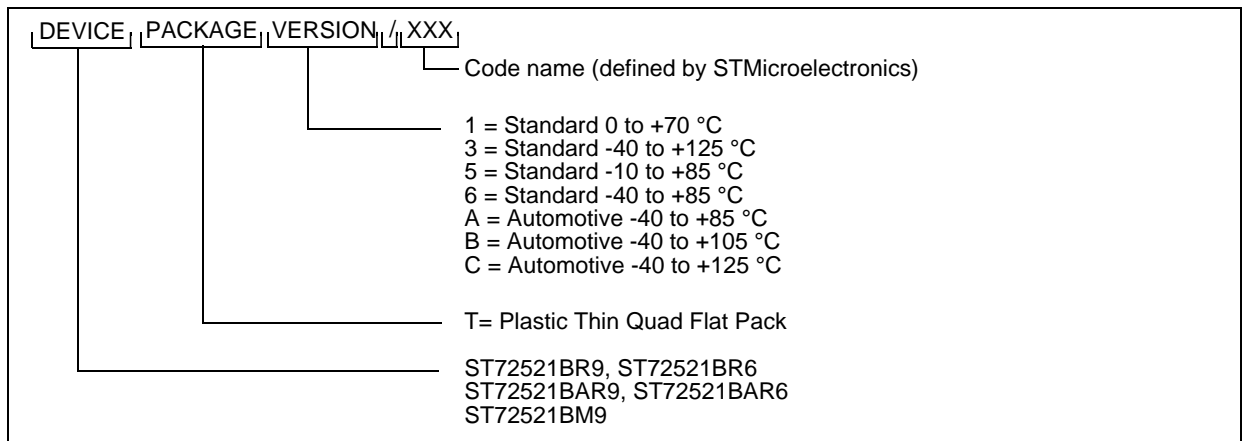 DEVICE PACKAGE VERSION / XXX
Code name (defined by STMicroelectronics)
1 = Standard 0 to +70 °C
3 = Standard -40 to +125 °C
5 = Standard -10 to +85 °C
6 = Standard -40 to +85 °C
A = Automotive -40 to +85 °C
B = Automotive -40 to +105 °C
C = Automotive -40 to +125 °C
T= Plastic Thin Quad Flat Pack
ST72521BR9, ST72521BR6
ST72521BAR9, ST72521BAR6
ST72521BM9